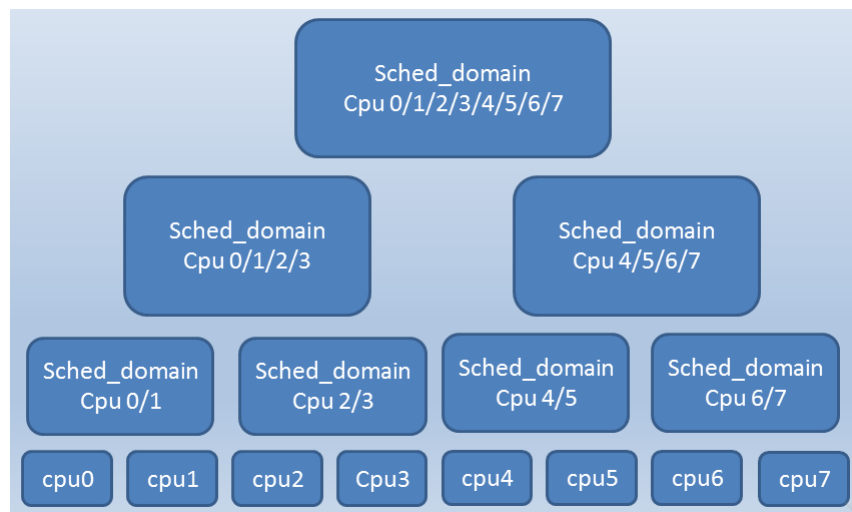 Sched_domain
Cpu 0/1/2/3/4/5/6/7
Sched_domain
Cpu 0/1/2/3
Sched_domain
Cpu 4/5/6/7
Sched_domain
Cpu 0/1
Sched_domain
Cpu 2/3
Sched_domain
Cpu 4/5
Sched_domain
Cpu 6/7
cpu0
cpu1
cpu2
Cpu3
cpu4
cpu5
cpu6
cpu7